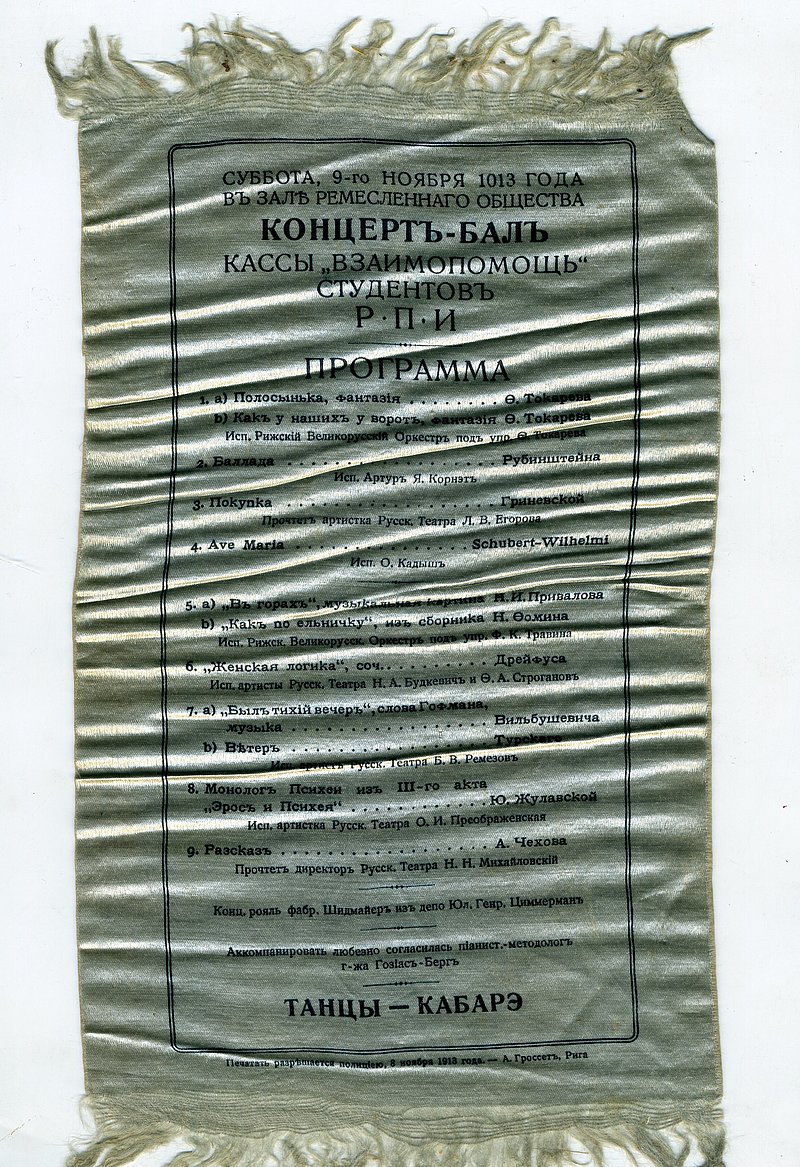 СУББОТА, 9-го НОЯБРЯ 1013 ГОДА
ВЪ ЗАЛѢ РЕМЕСЛЕННАГО ОБЩЕСТВА
КОНЦЕРТЪ-БАЛЪ
КАССЫ „ВЗАИМОПОМОЩЬ“
СТУДЕНТОВЪ
Р·П·И
ПРОГРАММА
1. а) Полосынька, фантазія . . . . . . . . Ѳ. Токарева
b) Какъ у нашихъ у воротъ, фантазія Ѳ. Токарева
Исп. Рижскій Великорусскій Оркестръ подъ упр. Ѳ. Токарева
2. Баллада . . . . . . . . . . . . . . . . . . Рубинштейна
Исп. Артуръ Я. Корнэтъ
3. Покупка . . . . . . . . . . . . . . . . . . Гриневской
Прочтетъ артистка Русск. Театра Л. В. Егорова
4. Ave Maria . . . . . . . . . . . . . . . Schubert-Wilhelmi
Исп. О. Кадышъ
5. а) „Въ горахъ“, музыкальная картина Н. И. Привалова
b) „Какъ по ельничку“, изъ сборника Н. Ѳомина
Исп. Рижск. Великорусск. Оркестръ подъ упр. Ф. К. Травина
6. „Женская логика“, соч. . . . . . . . . . Дрейфуса
Исп. артисты Русск. Театра Н. А. Будкевичъ и Ѳ. А. Строгановъ
7. а) „Былъ тихій вечеръ“, слова Гофмана,
музыка . . . . . . . . . . . . . . . . . Вильбушевича
b) Вѣтеръ . . . . . . . . . . . . . . . . . Турскаго
Исп. артистъ Русск. Театра Б. В. Ремезовъ
8. Монологъ Психеи изъ III-го акта
„Эросъ и Психея“ . . . . . . . . . . . . Ю. Жулавской
Исп. артистка Русск. Театра О. И. Преображенская
9. Разсказъ . . . . . . . . . . . . . . . . . . А. Чехова
Прочтетъ директоръ Русск. Театра Н. Н. Михайловскій
Конц. рояль фабр. Шидмайеръ изъ депо Юл. Генр. Циммерманъ
Аккомпанировать любезно согласилась піанист.-методологъ
г-жа Гозіасъ-Бергъ
ТАНЦЫ — КАБАРЭ
Печатать разрѣшается полиціею, 8 ноября 1913 года. — А. Гроссетъ, Рига